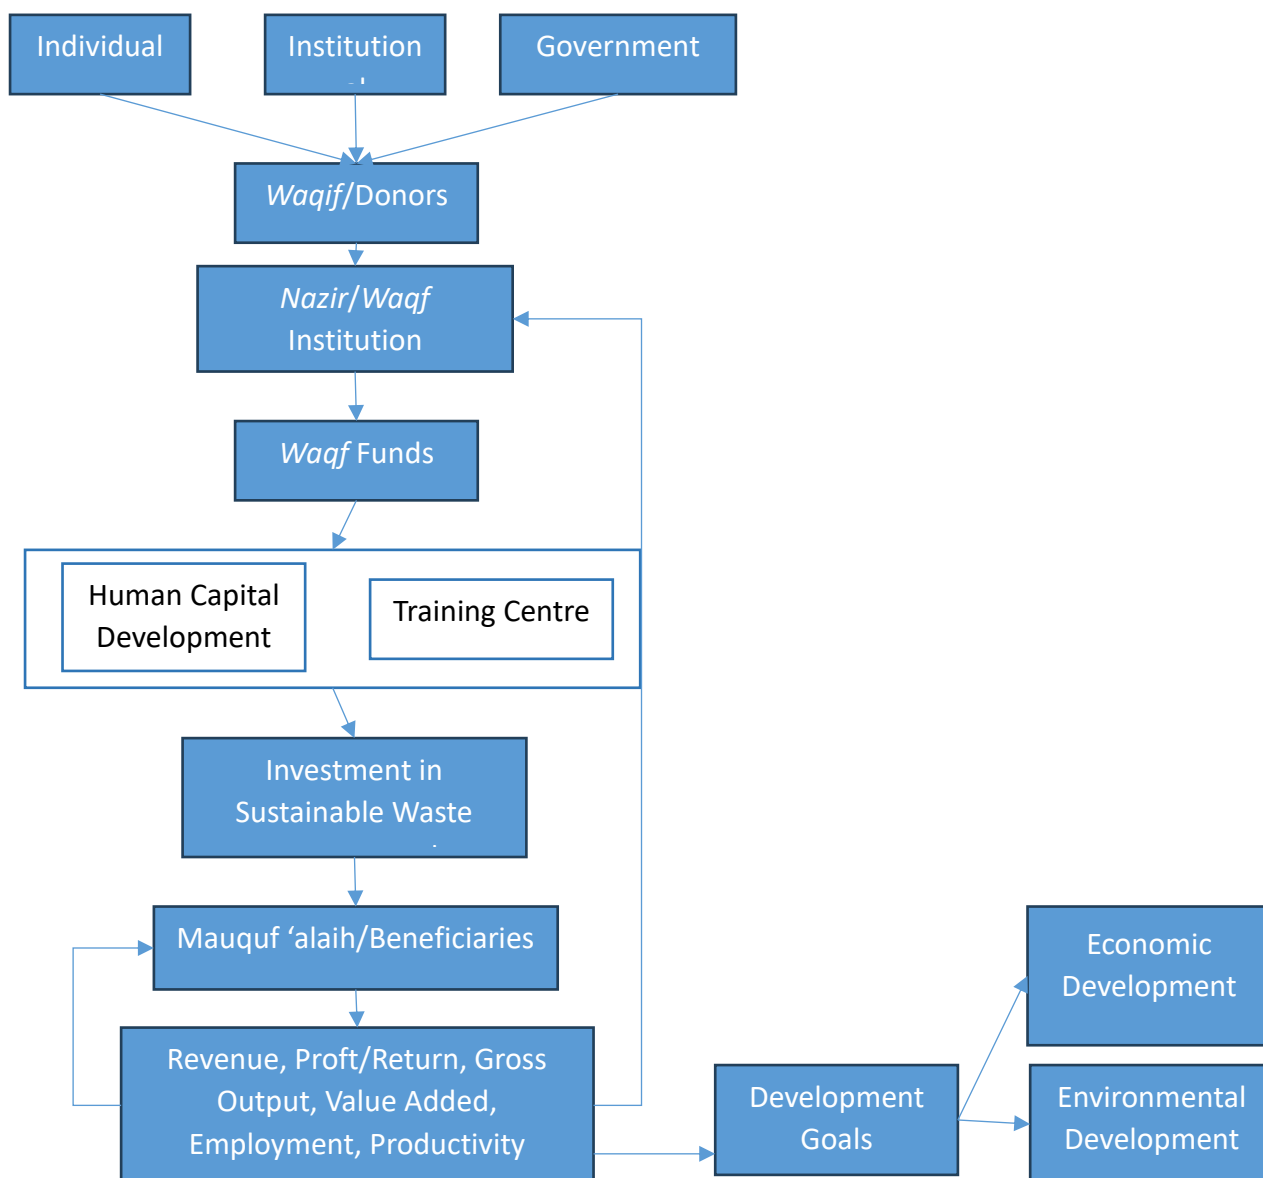 Individual
Institution
Government
Waqif/Donors
Nazir/Waqf
Institution
Waqf Funds
Human Capital
Development
Training Centre
Investment in
Sustainable Waste
Mauquf ‘alaih/Beneficiaries
Revenue, Proft/Return, Gross
Output, Value Added,
Employment, Productivity
Development
Goals
Economic
Development
Environmental
Development